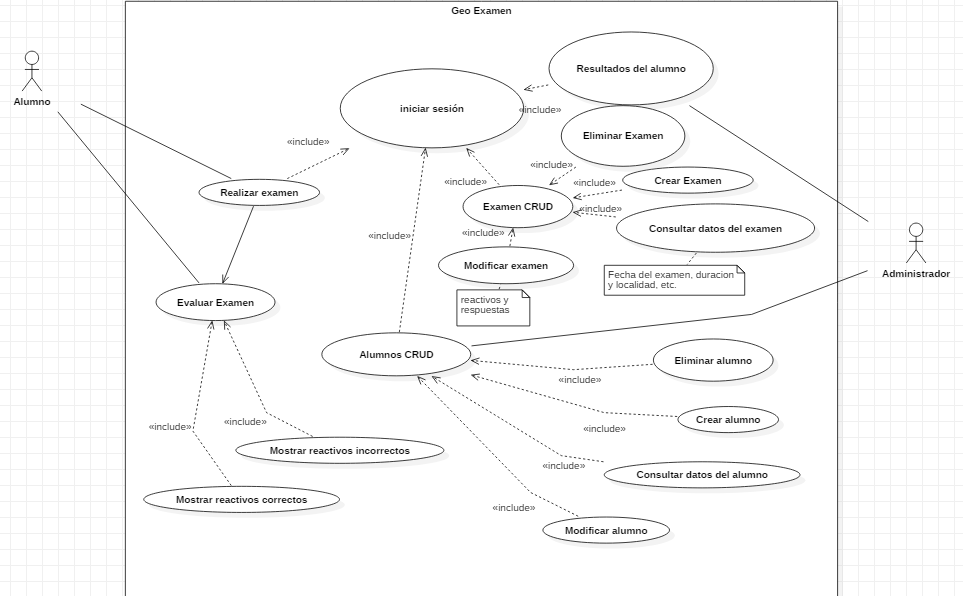 Geo Examen
Alumno
Resultados del alumno
iniciar sesión
«include»
Eliminar Examen
«include»
«include»
Crear Examen
«include»
«include»
Realizar examen
Examen CRUD
«include»
Consultar datos del examen
«include»
«include»
Modificar examen
Administrador
Fecha del examen, duracion
y localidad, etc.
Evaluar Examen
reactivos y
respuestas
Alumnos CRUD
Eliminar alumno
«include»
Crear alumno
«include»
«include»
«include»
Mostrar reactivos incorrectos
«include»
Consultar datos del alumno
Mostrar reactivos correctos
«include»
Modificar alumno